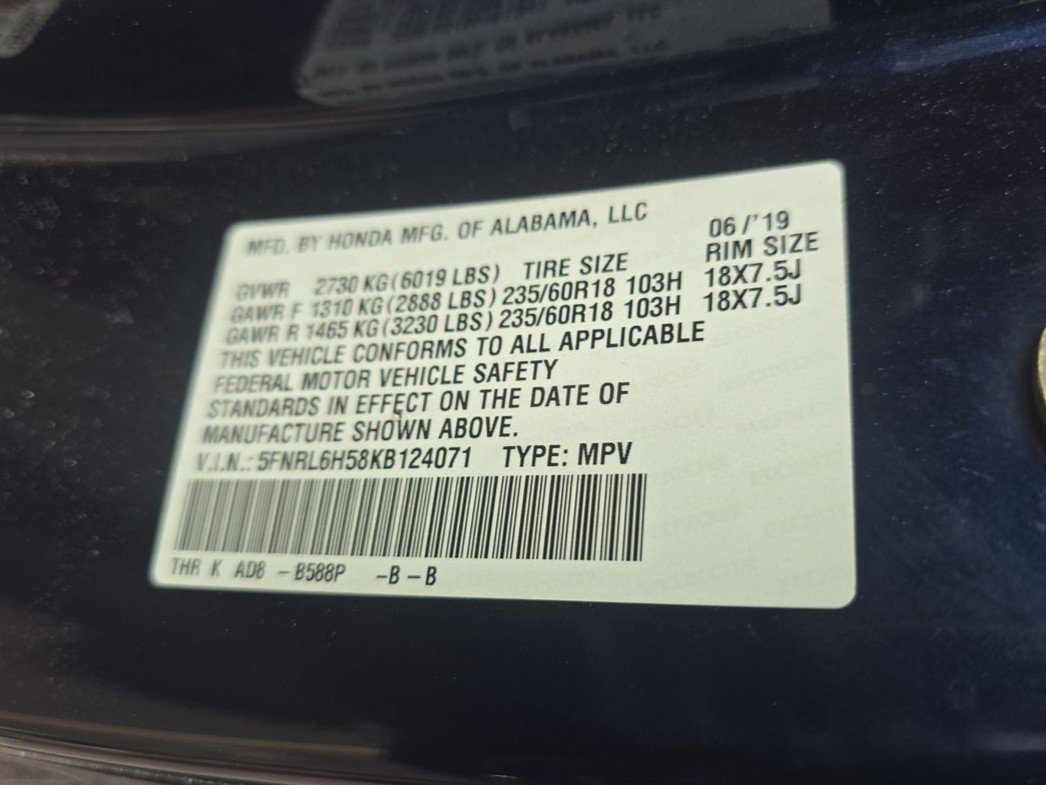 MFD. BY HONDA MFG. OF ALABAMA, LLC 06/'19
GVWR 2730 KG(6019 LBS) TIRE SIZE RIM SIZE
GAWR F 1310 KG(2888 LBS) 235/60R18 103H 18X7.5J
GAWR R 1465 KG(3230 LBS) 235/60R18 103H 18X7.5J
THIS VEHICLE CONFORMS TO ALL APPLICABLE
FEDERAL MOTOR VEHICLE SAFETY
STANDARDS IN EFFECT ON THE DATE OF
MANUFACTURE SHOWN ABOVE.
V.I.N.: 5FNRL6H58KB124071 TYPE: MPV
THR K AD8 -B588P -B-B